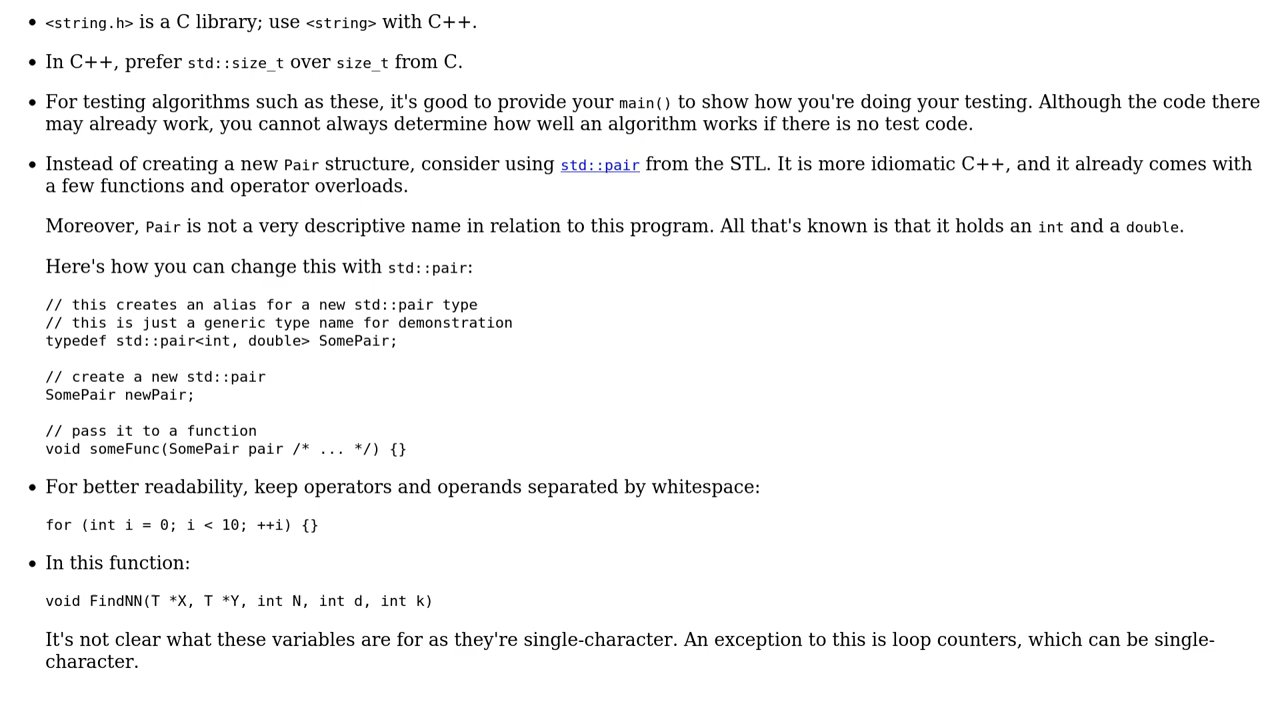 • <string.h> is a C library; use <string> with C++.
• In C++, prefer std::size_t over size_t from C.
• For testing algorithms such as these, it's good to provide your main() to show how you're doing your testing. Although the code there
may already work, you cannot always determine how well an algorithm works if there is no test code.
• Instead of creating a new Pair structure, consider using std::pair from the STL. It is more idiomatic C++, and it already comes with
a few functions and operator overloads.
Moreover, Pair is not a very descriptive name in relation to this program. All that's known is that it holds an int and a double.
Here's how you can change this with std::pair:
// this creates an alias for a new std::pair type
// this is just a generic type name for demonstration
typedef std::pair<int, double> SomePair;
// create a new std::pair
SomePair newPair;
// pass it to a function
void someFunc(SomePair pair /* ... */) {}
• For better readability, keep operators and operands separated by whitespace:
for (int i = 0; i < 10; ++i) {}
• In this function:
void FindNN(T *X, T *Y, int N, int d, int k)
It's not clear what these variables are for as they're single-character. An exception to this is loop counters, which can be single-
character.